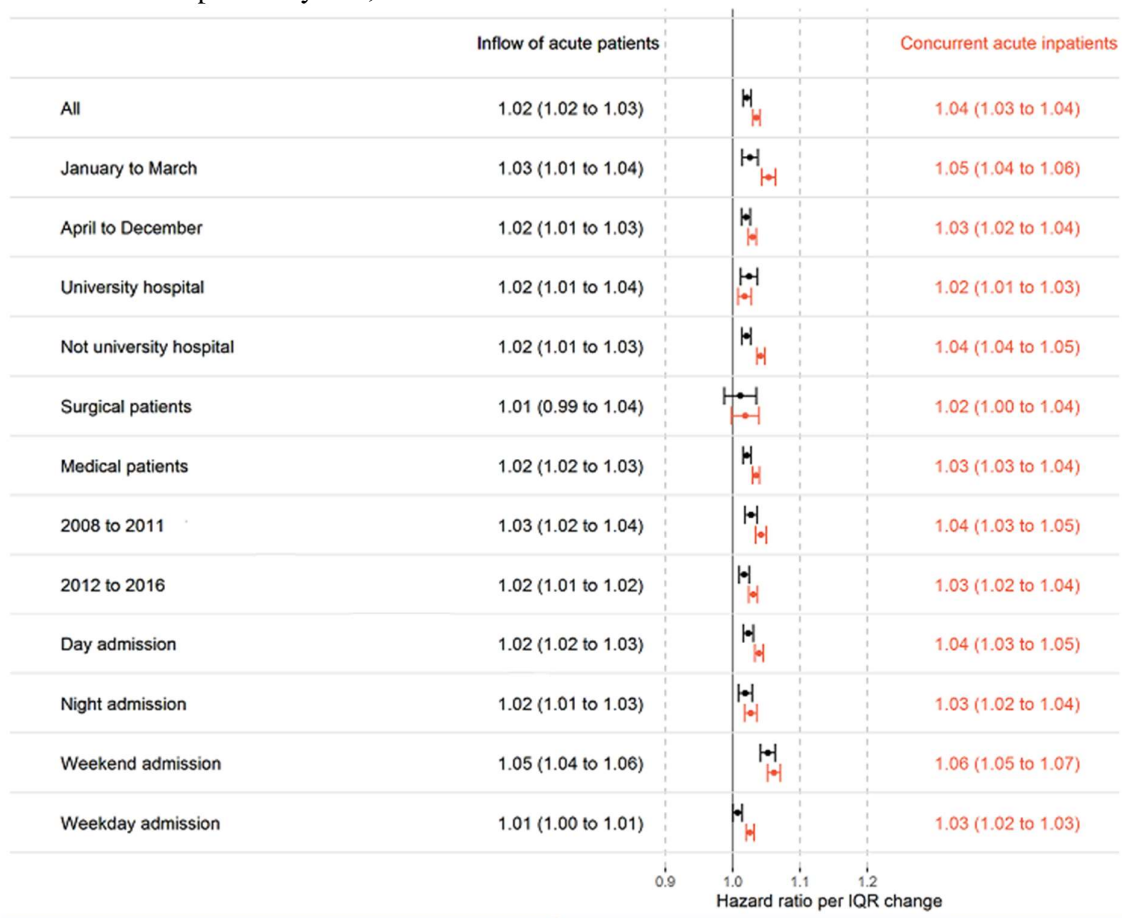 Inflow of acute patients Concurrent acute inpatients
All 1.02 (1.02 to 1.03) 1.04 (1.03 to 1.04)
January to March 1.03 (1.01 to 1.04) 1.05 (1.04 to 1.06)
April to December 1.02 (1.01 to 1.03) 1.03 (1.02 to 1.04)
University hospital 1.02 (1.01 to 1.04) 1.02 (1.01 to 1.03)
Not university hospital 1.02 (1.01 to 1.03) 1.04 (1.04 to 1.05)
Surgical patients 1.01 (0.99 to 1.04) 1.02 (1.00 to 1.04)
Medical patients 1.02 (1.02 to 1.03) 1.03 (1.03 to 1.04)
2008 to 2011 1.03 (1.02 to 1.04) 1.04 (1.03 to 1.05)
2012 to 2016 1.02 (1.01 to 1.02) 1.03 (1.02 to 1.04)
Day admission 1.02 (1.02 to 1.03) 1.04 (1.03 to 1.05)
Night admission 1.02 (1.01 to 1.03) 1.03 (1.02 to 1.04)
Weekend admission 1.05 (1.04 to 1.06) 1.06 (1.05 to 1.07)
Weekday admission 1.01 (1.00 to 1.01) 1.03 (1.02 to 1.03)
0.9 1.0 1.1 1.2
Hazard ratio per IQR change